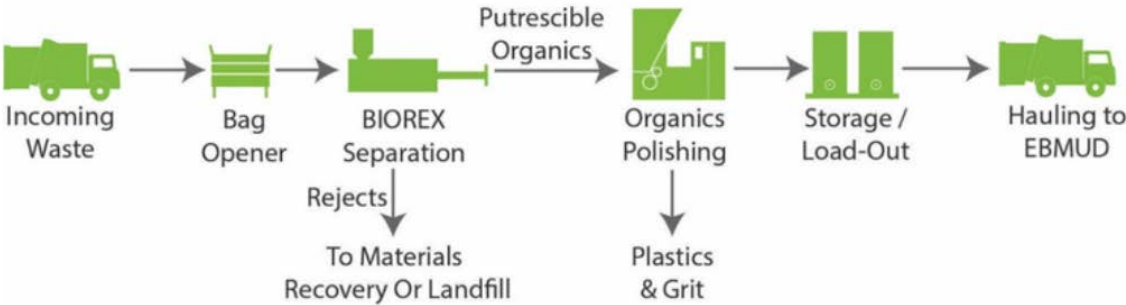 Putrescible
Organics
Incoming
Waste
Bag
Opener
BIOREX
Separation
Organics
Polishing
Storage /
Load-Out
Hauling to
EBMUD
Rejects
To Materials
Recovery Or Landfill
Plastics
& Grit